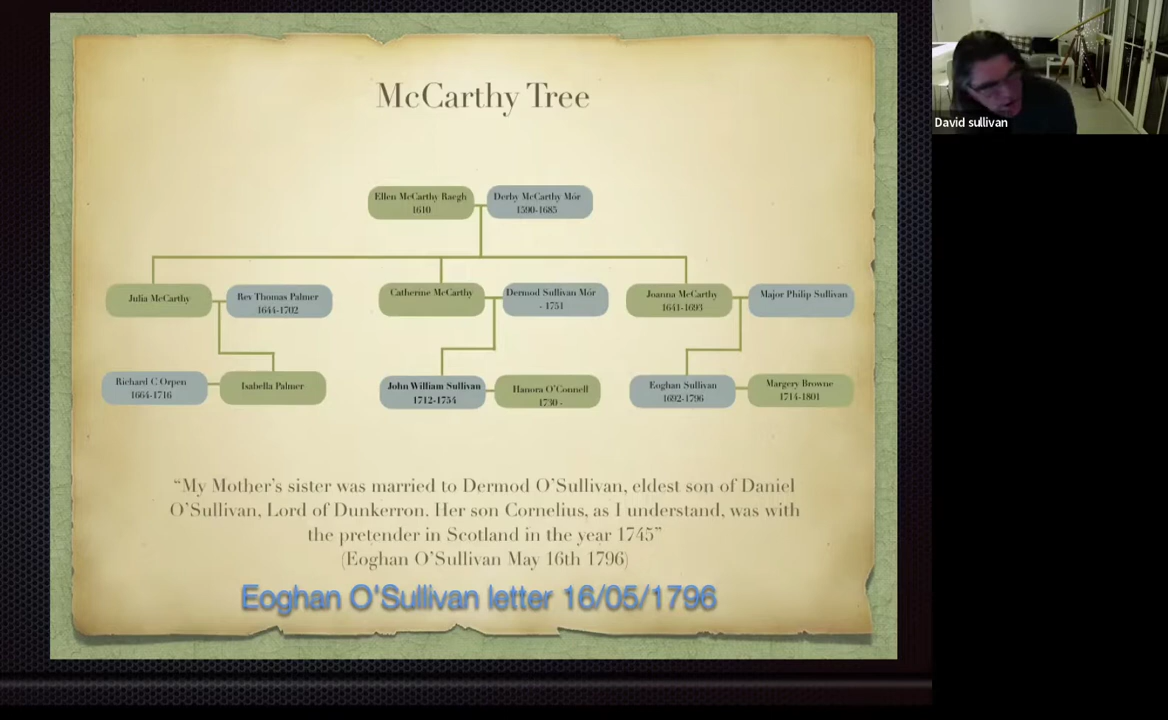 McCarthy Tree
Ellen McCarthy Raegh
1610
Derby McCarthy Mór
1590-1685
Julia McCarthy
Rev Thomas Palmer
1644-1702
Catherine McCarthy
Dermod Sullivan Mór
- 1751
Joanna McCarthy
1641-1693
Major Philip Sullivan
Richard C Orpen
1664-1716
Isabella Palmer
John William Sullivan
1712-1754
Hanora O'Connell
1730 -
Eoghan Sullivan
1692-1796
Margery Browne
1714-1801
“My Mother’s sister was married to Dermod O’Sullivan, eldest son of Daniel
O’Sullivan, Lord of Dunkerron. Her son Cornelius, as I understand, was with
the pretender in Scotland in the year 1745”
(Eoghan O’Sullivan May 16th 1796)
Eoghan O'Sullivan letter 16/05/1796
David sullivan